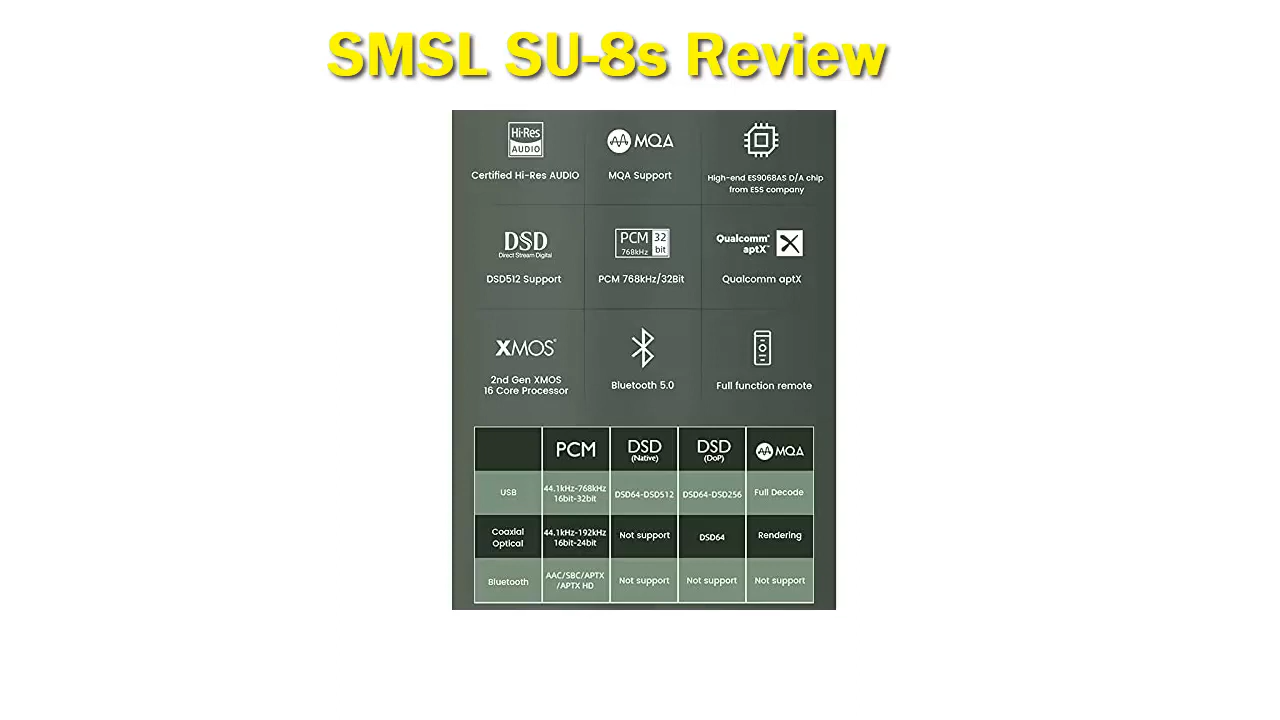 SMSL SU-8s Review
Hi-Res
AUDIO
MQA
Certified Hi-Res AUDIO
MQA Support
High-end ES9068AS D/A chip
from ESS company
DSD
Direct Stream Digital
PCM 32
768kHz bit
Qualcomm®
aptX™
DSD512 Support
PCM 768kHz/32Bit
Qualcomm aptX
XMOS®
2nd Gen XMOS
16 Core Processor
Bluetooth 5.0
Full function remote
PCM
DSD
(Native)
DSD
(DoP)
MQA
USB
44.1kHz-768kHz
16bit-32bit
DSD64-DSD512
DSD64-DSD256
Full Decode
Coaxial
Optical
44.1kHz-192kHz
16bit-24bit
Not support
DSD64
Rendering
Bluetooth
AAC/SBC/APTX
/APTX HD
Not support
Not support
Not support